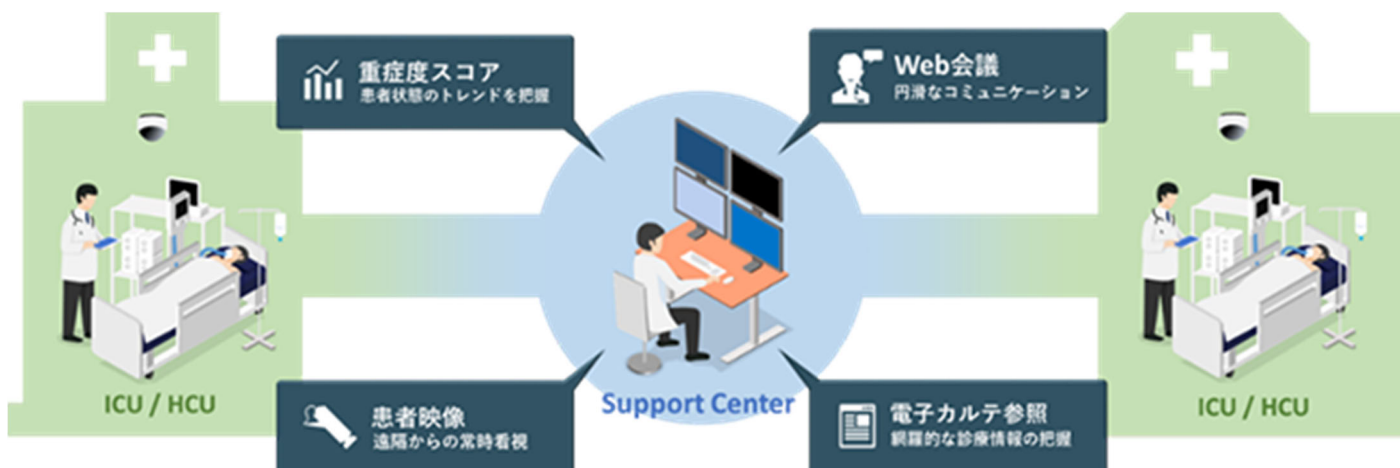 重症度スコア
患者状態のトレンドを把握
Web会議
円滑なコミュニケーション
ICU / HCU
Support Center
ICU / HCU
患者映像
遠隔からの常時看視
電子カルテ参照
網羅的な診療情報の把握